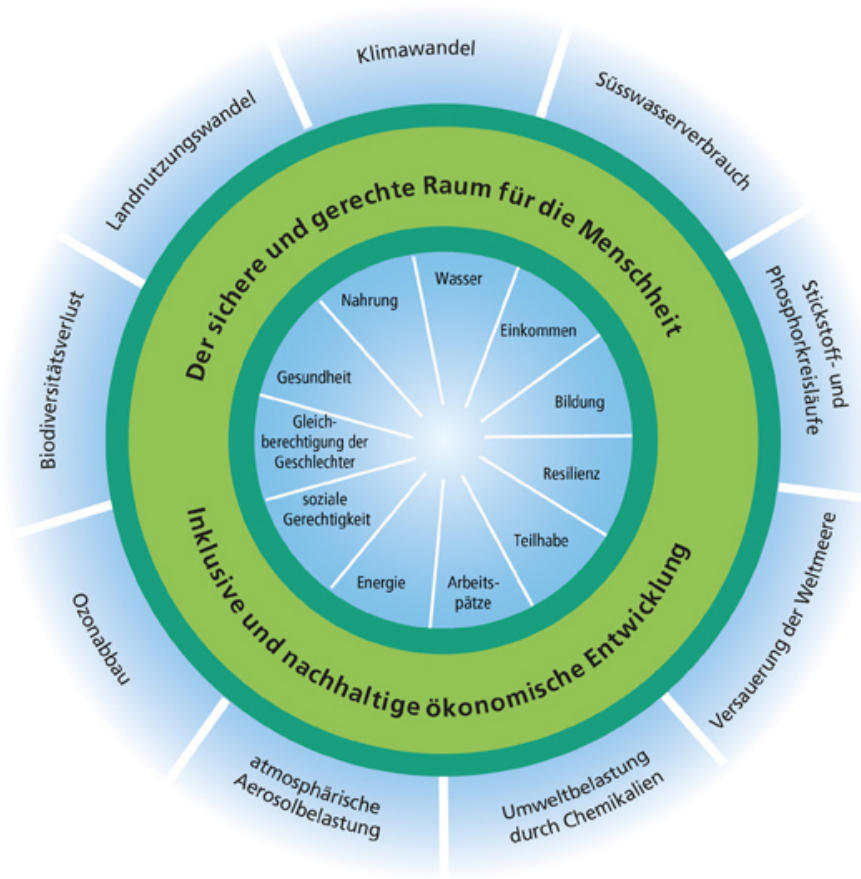 Klimawandel
Süsswasserverbrauch
Stickstoff- und
Phosphorkreisläufe
Versauerung der Weltmeere
Umweltbelastung
durch Chemikalien
atmosphärische
Aerosolbelastung
Ozonabbau
Biodiversitätsverlust
Landnutzungswandel
Der sichere und gerechte Raum für die Menschheit
Inklusive und nachhaltige ökonomische Entwicklung
Wasser
Einkommen
Bildung
Resilienz
Teilhabe
Arbeits-
pätze
Energie
soziale
Gerechtigkeit
Gleich-
berechtigung der
Geschlechter
Gesundheit
Nahrung